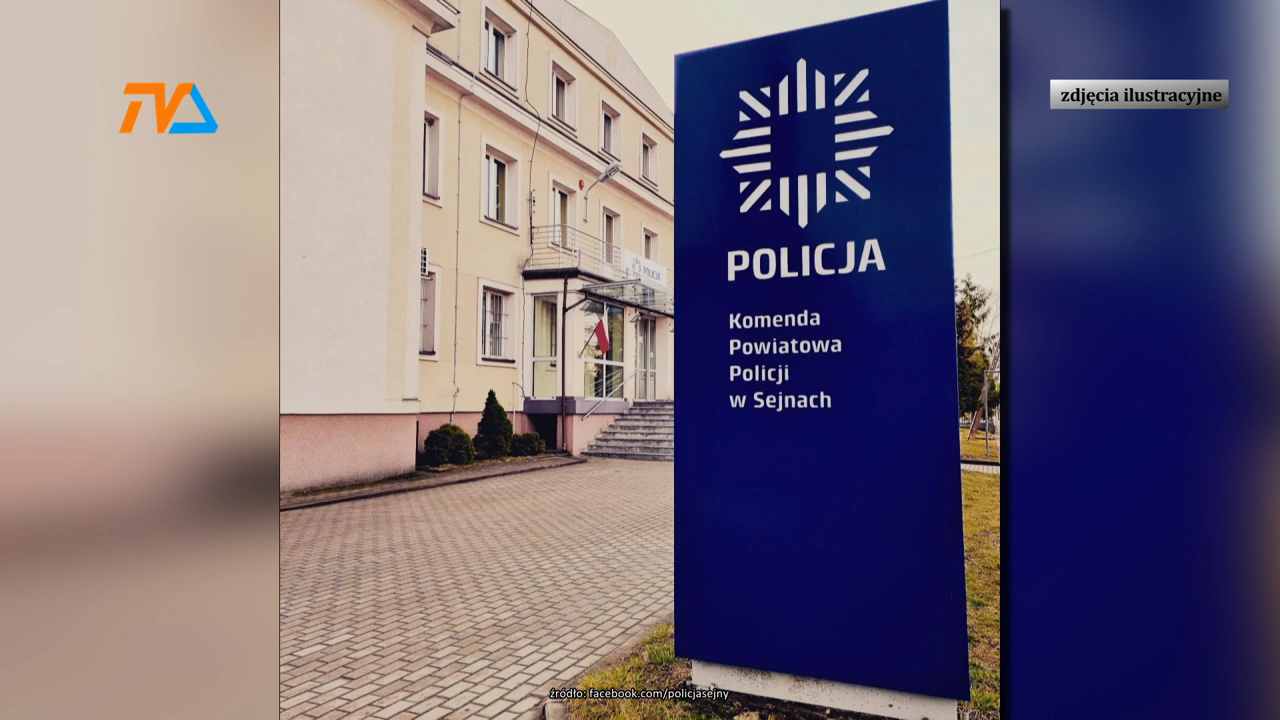 TVA
zdjęcia ilustracyjne
POLICJA
POLICJA
Komenda
Powiatowa
Policji
w Sejnach
źródło: facebook.com/policjasejny